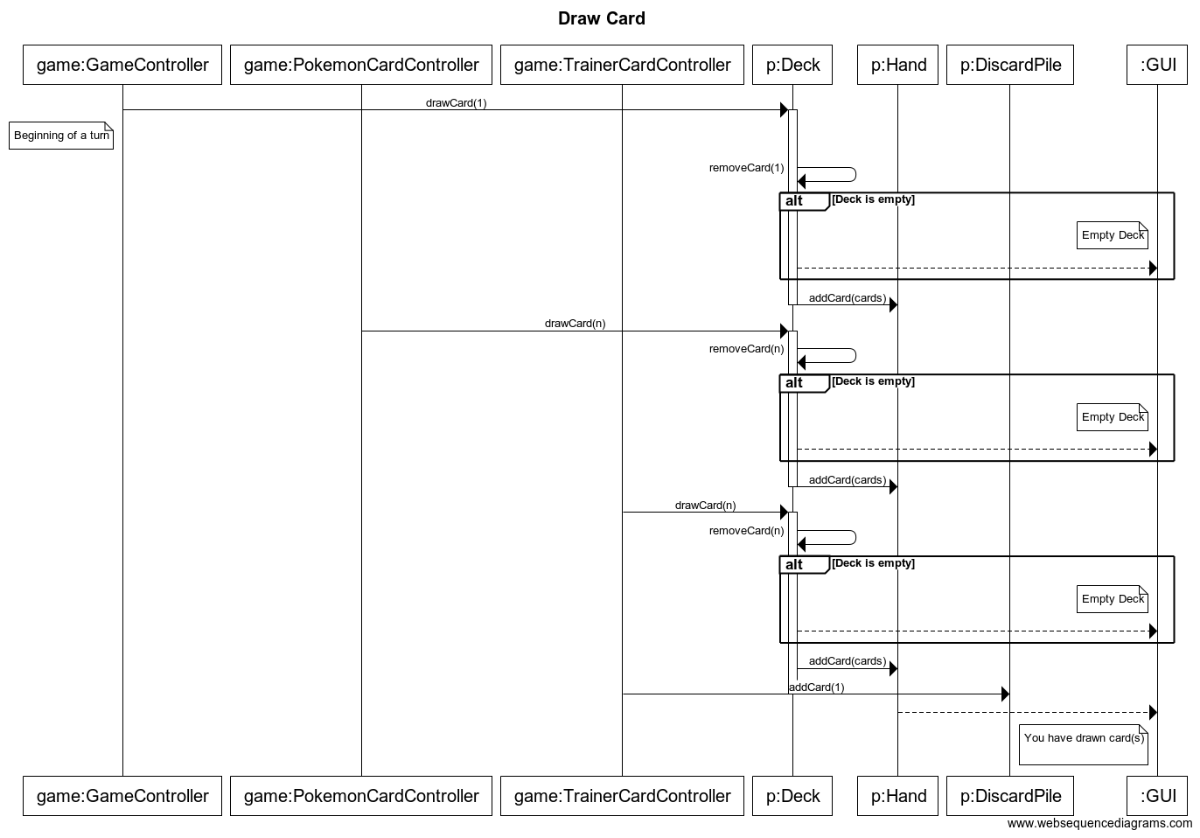 Draw Card
game:GameController
game:PokemonCardController
game:TrainerCardController
p:Deck
p:Hand
p:DiscardPile
:GUI
drawCard(1)
Beginning of a turn
removeCard(1)
alt
[Deck is empty]
Empty Deck
addCard(cards)
drawCard(n)
removeCard(n)
alt
[Deck is empty]
Empty Deck
addCard(cards)
drawCard(n)
removeCard(n)
alt
[Deck is empty]
Empty Deck
addCard(cards)
addCard(1)
You have drawn card(s)
game:GameController
game:PokemonCardController
game:TrainerCardController
p:Deck
p:Hand
p:DiscardPile
:GUI
www.websequencediagrams.com